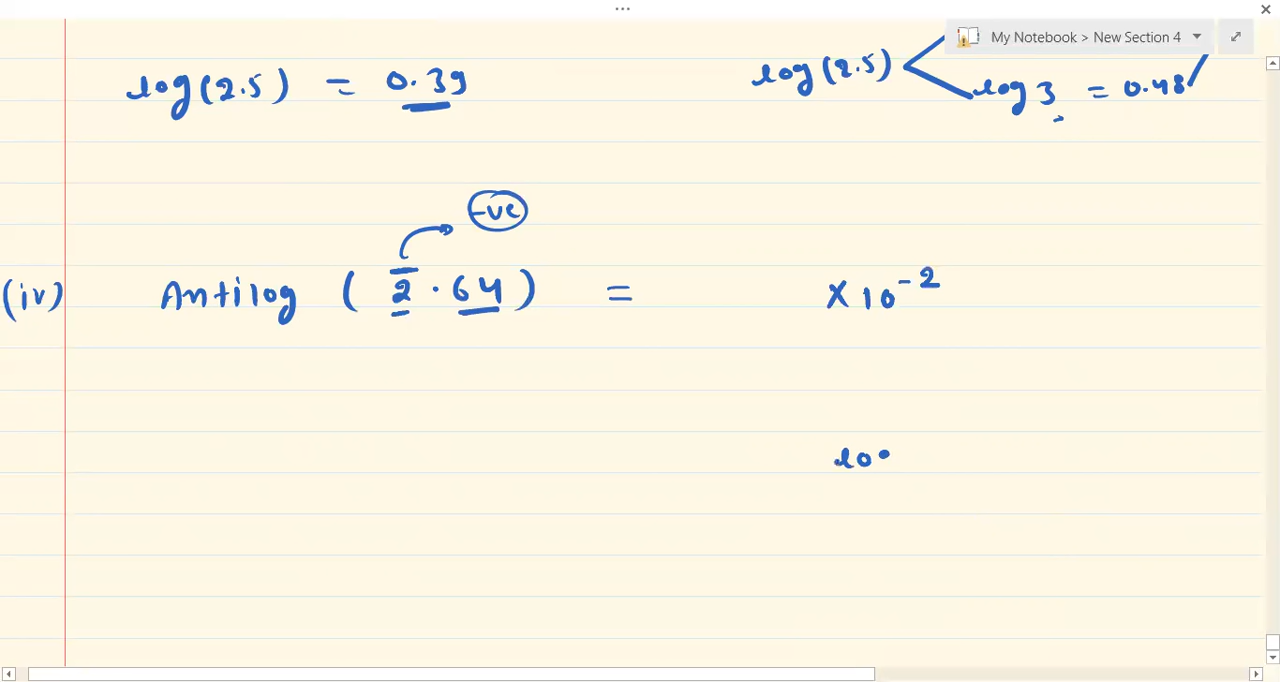 My Notebook > New Section 4
log(2.5) = 0.39
log(2.5)
log 3 = 0.48
-ve
(iv) Antilog ( 2̅ . 64 ) = × 10⁻²